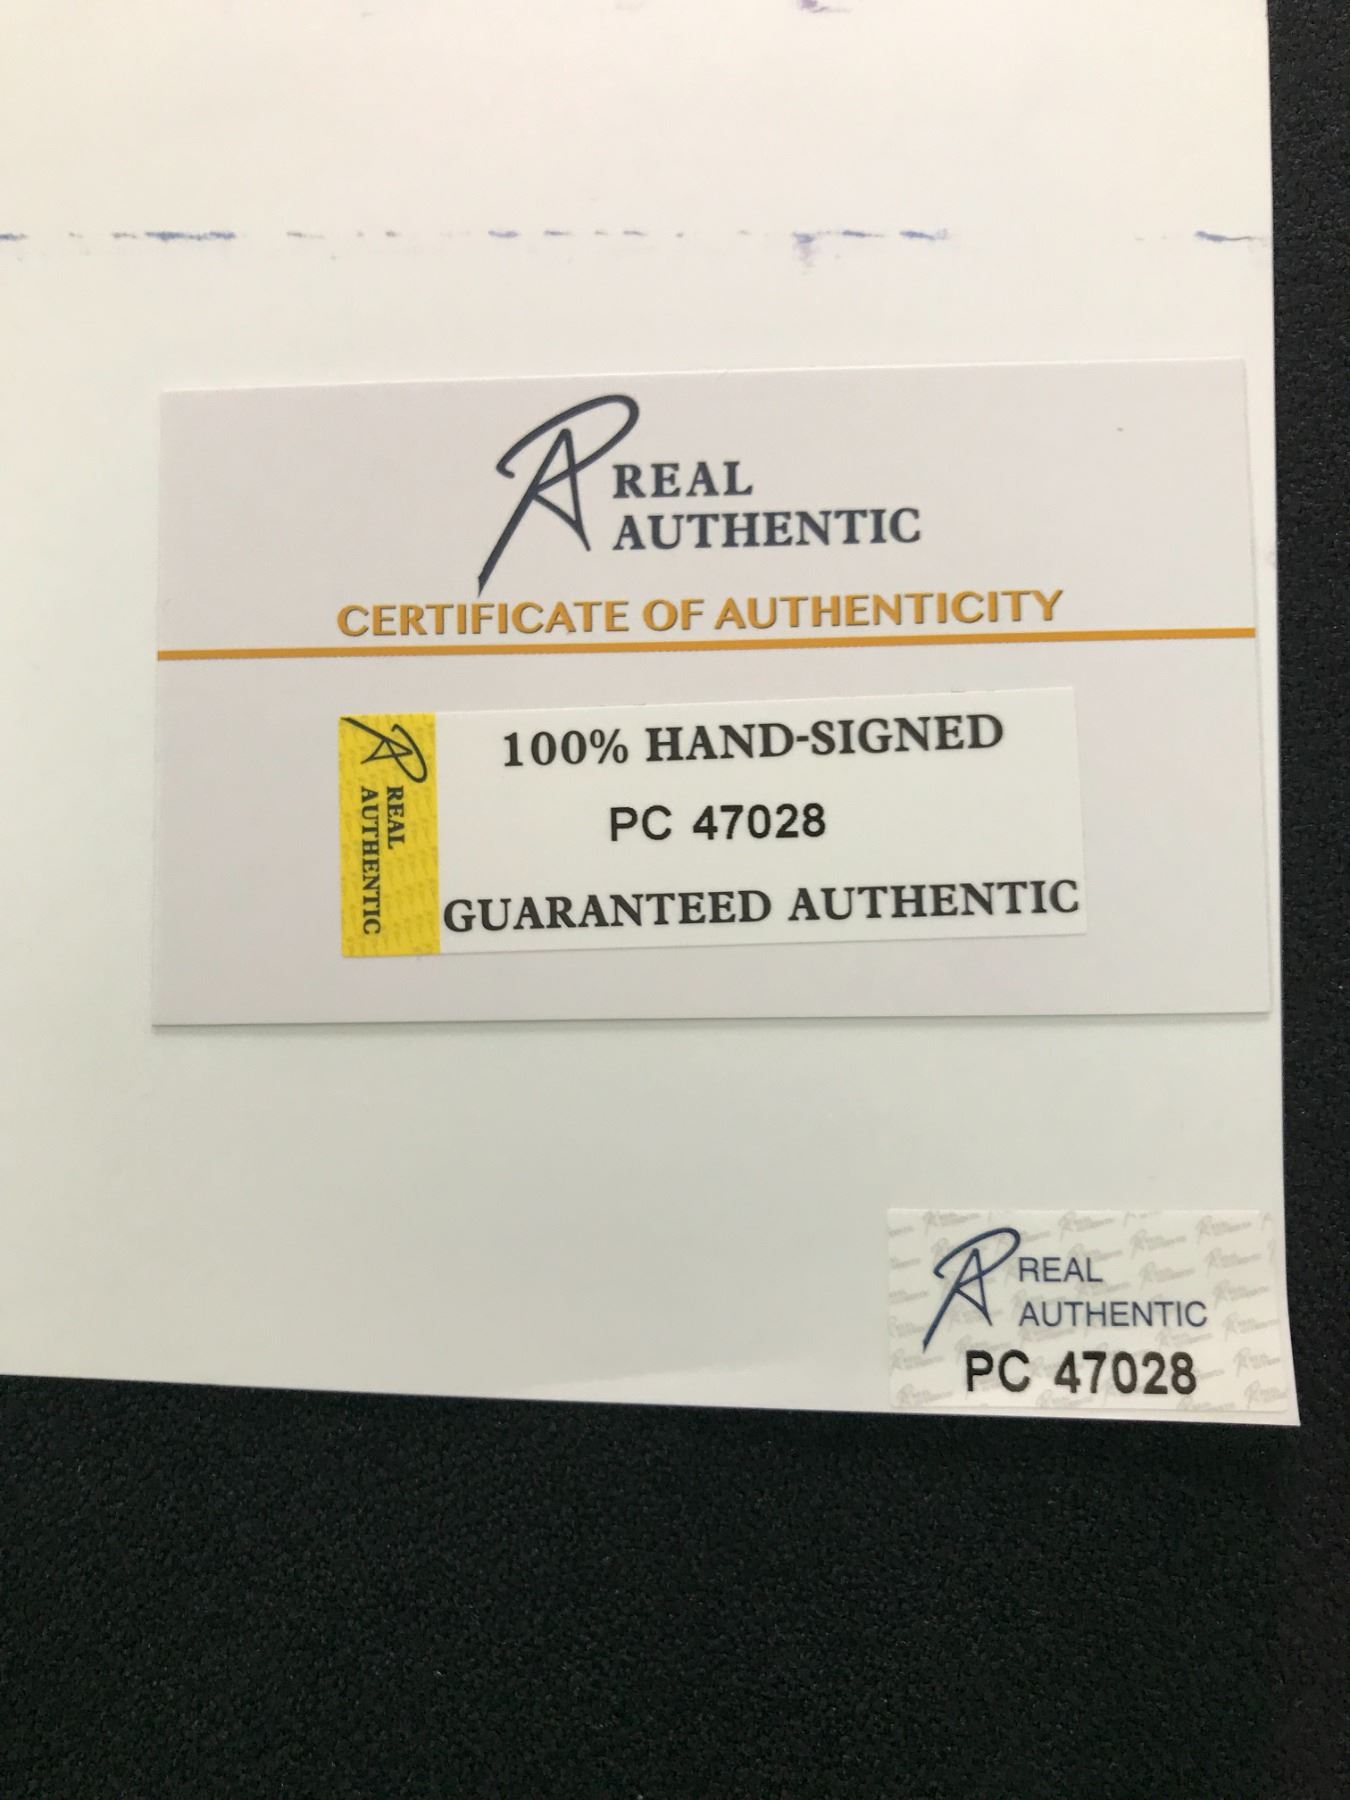 REAL
AUTHENTIC
CERTIFICATE OF AUTHENTICITY
REAL
AUTHENTIC
100% HAND-SIGNED
PC 47028
GUARANTEED AUTHENTIC
REAL
AUTHENTIC
PC 47028